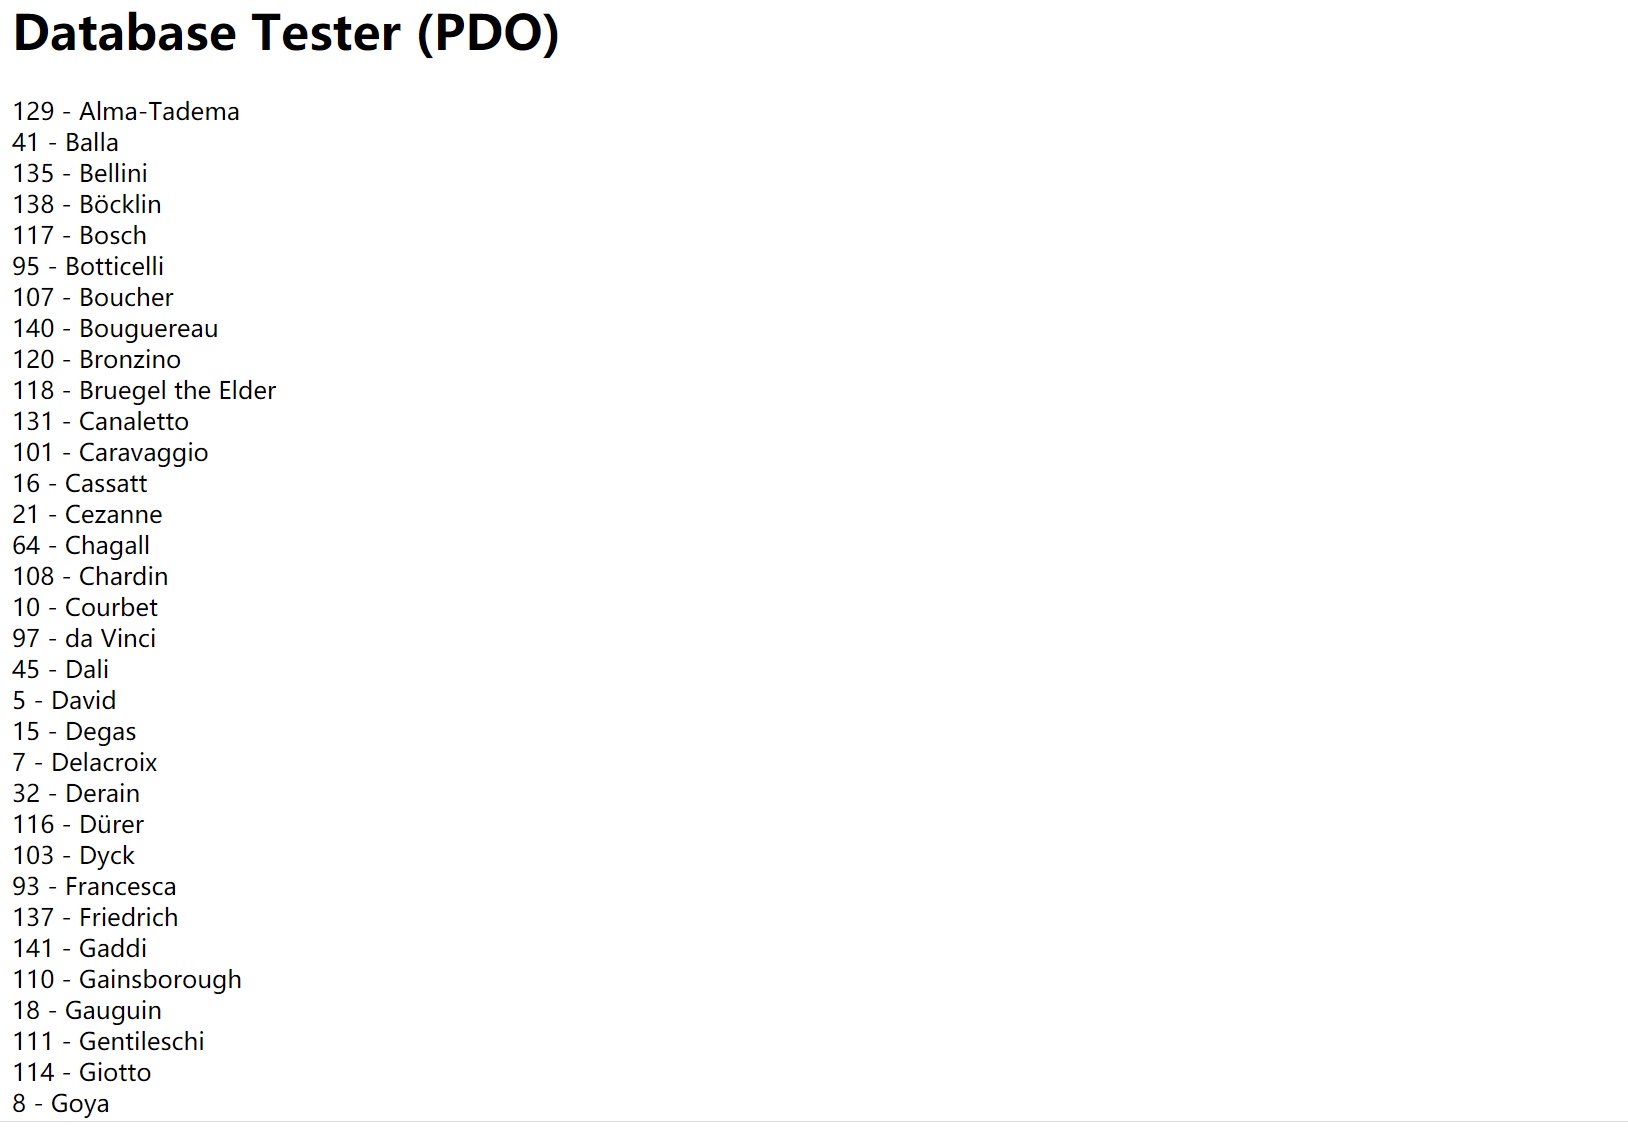 Database Tester (PDO)
129 - Alma-Tadema
41 - Balla
135 - Bellini
138 - Böcklin
117 - Bosch
95 - Botticelli
107 - Boucher
140 - Bouguereau
120 - Bronzino
118 - Bruegel the Elder
131 - Canaletto
101 - Caravaggio
16 - Cassatt
21 - Cezanne
64 - Chagall
108 - Chardin
10 - Courbet
97 - da Vinci
45 - Dali
5 - David
15 - Degas
7 - Delacroix
32 - Derain
116 - Dürer
103 - Dyck
93 - Francesca
137 - Friedrich
141 - Gaddi
110 - Gainsborough
18 - Gauguin
111 - Gentileschi
114 - Giotto
8 - Goya